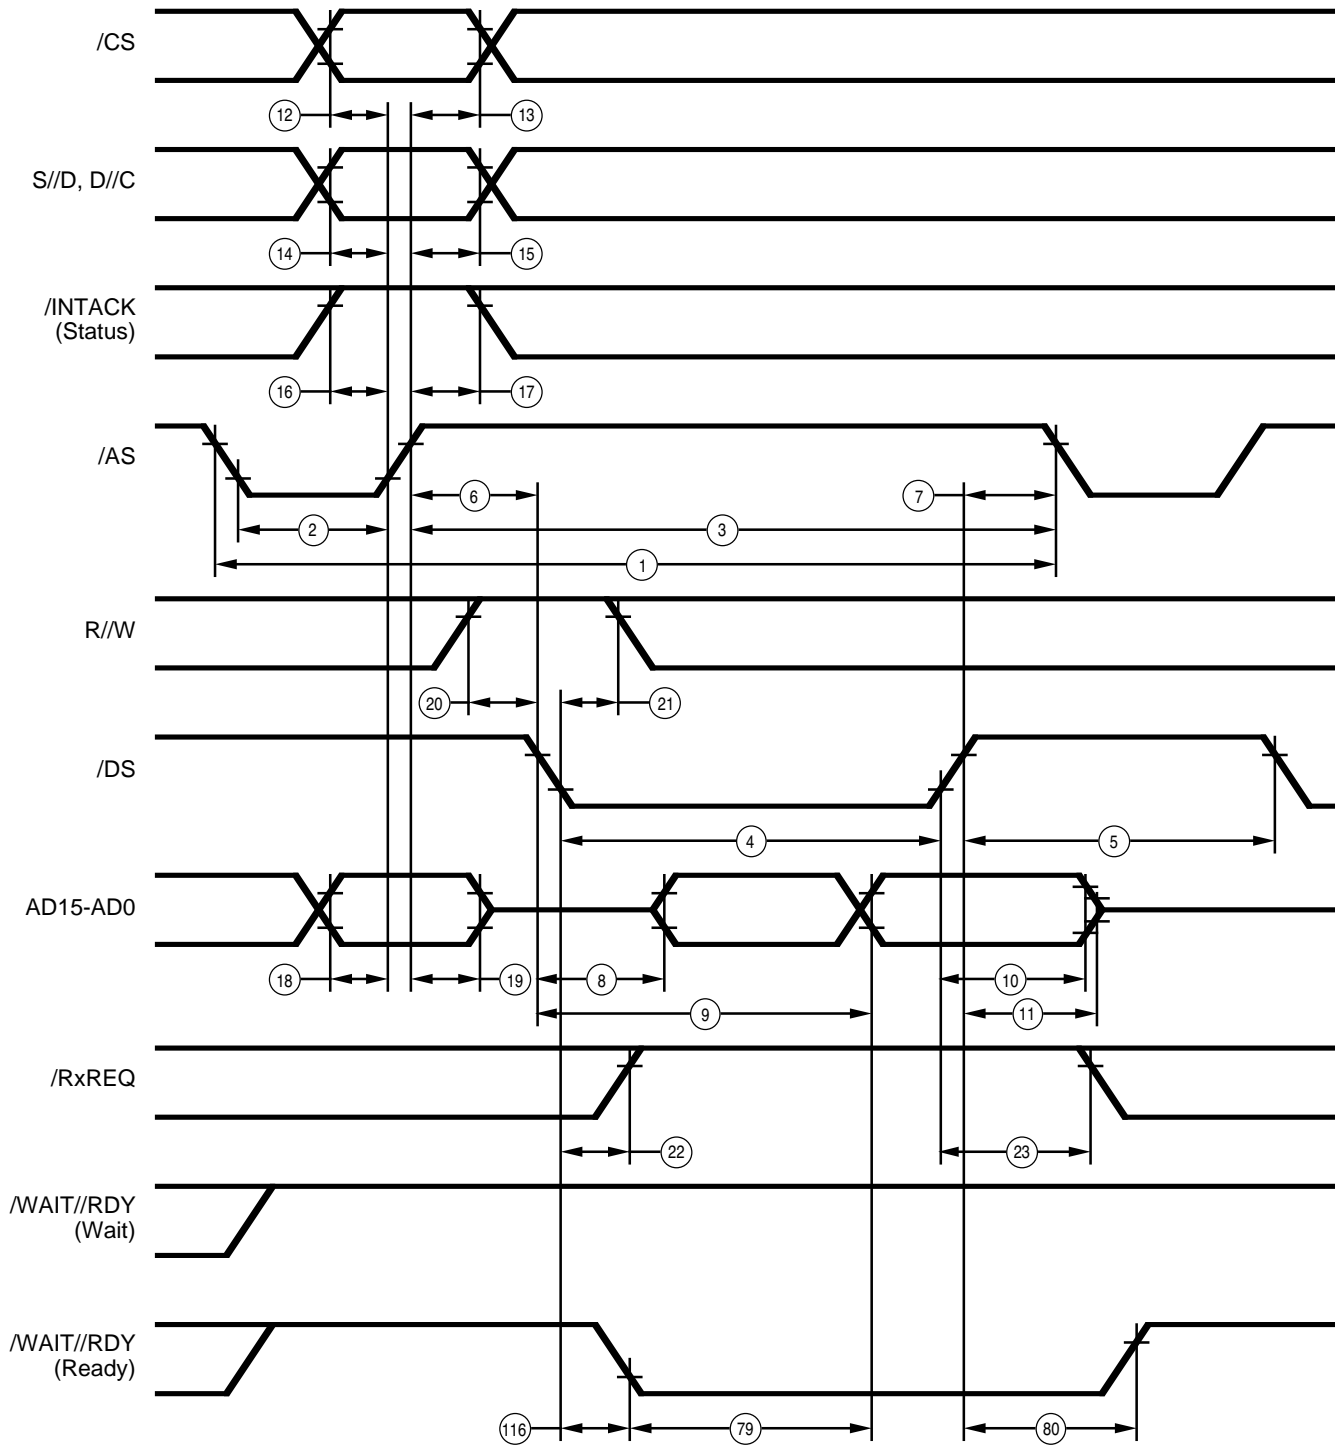 /CS
12
13
S//D, D//C
14
15
/INTACK
(Status)
16
17
/AS
6
7
2
3
1
R//W
20
21
/DS
4
5
AD15-AD0
18
19
8
10
9
11
/RxREQ
22
23
/WAIT//RDY
(Wait)
/WAIT//RDY
(Ready)
116
79
80